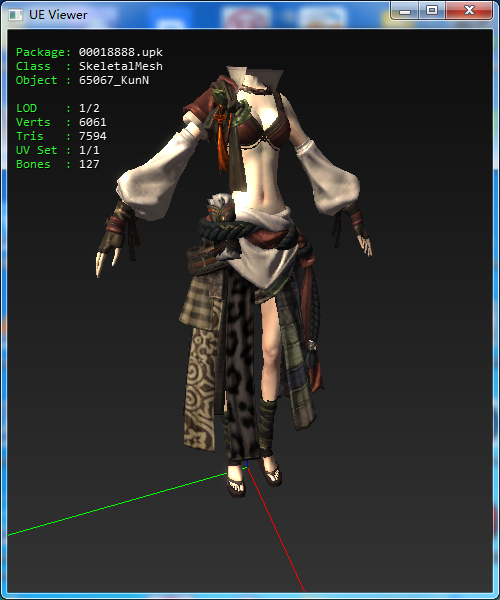 UE Viewer
Package: 00018888.upk
Class  : SkeletalMesh
Object : 65067_KunN
LOD    : 1/2
Verts  : 6061
Tris   : 7594
UV Set : 1/1
Bones  : 127